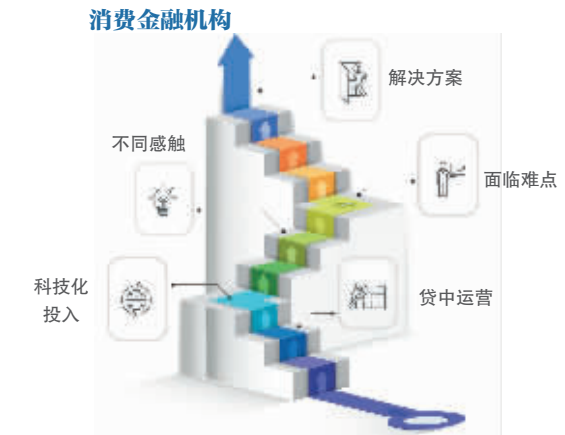 消费金融机构
解决方案
不同感触
面临难点
科技化
投入
贷中运营